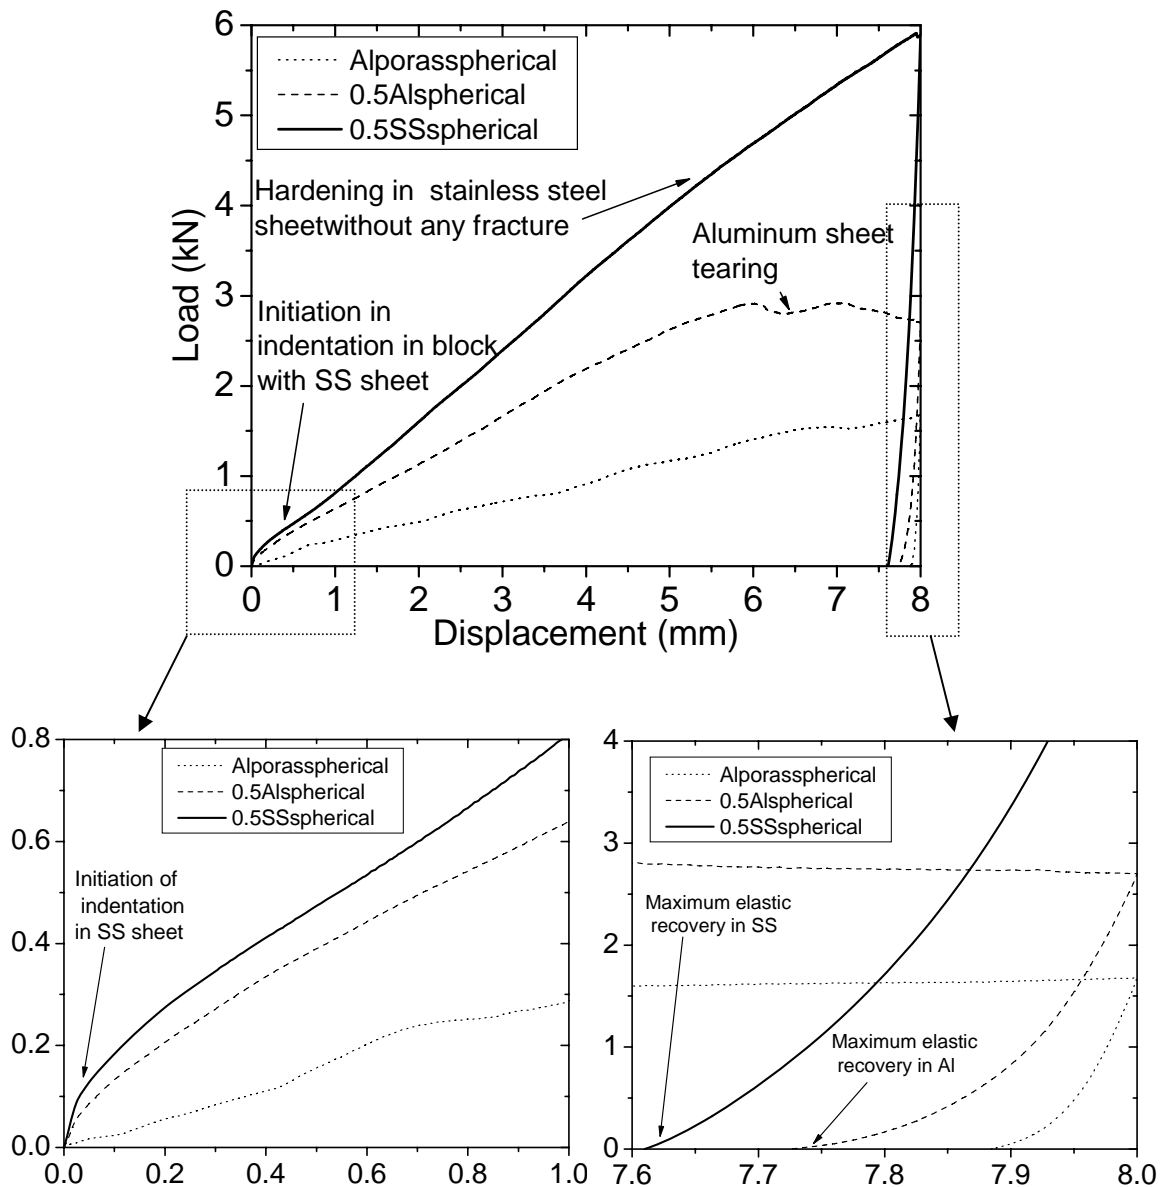 6
5
4
3
2
1
0
Load (kN)
Alporasspherical
0.5Alspherical
0.5SSspherical
Hardening in stainless steel
sheetwithout any fracture
Aluminum sheet
tearing
Initiation in
indentation in block
with SS sheet
0 1 2 3 4 5 6 7 8
Displacement (mm)
0.8
0.6
0.4
0.2
0.0
Alporasspherical
0.5Alspherical
0.5SSspherical
Initiation of
indentation
in SS sheet
0.0 0.2 0.4 0.6 0.8 1.0
4
3
2
1
0
Alporasspherical
0.5Alspherical
0.5SSspherical
Maximum elastic
recovery in SS
Maximum elastic
recovery in Al
7.6 7.7 7.8 7.9 8.0